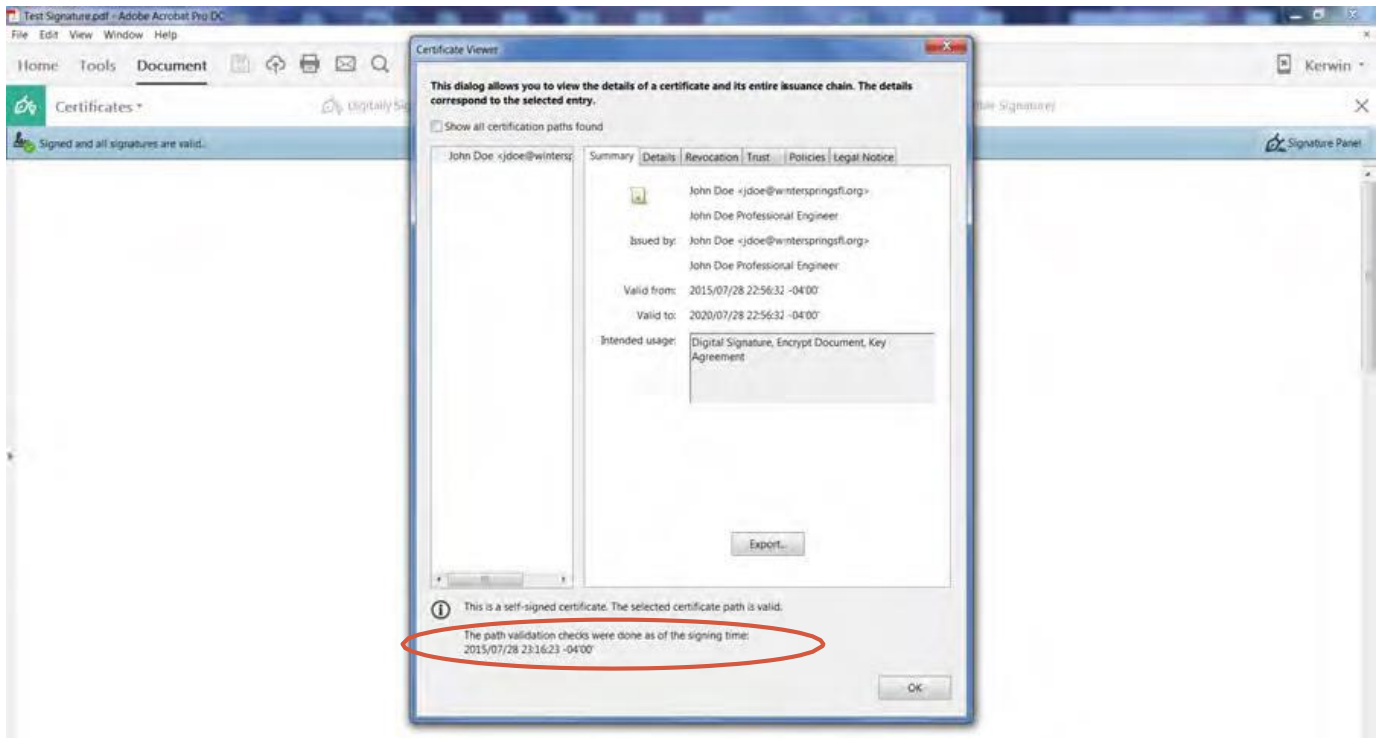 Test Signature.pdf - Adobe Acrobat Pro DC
File Edit View Window Help
Home Tools Document
Kerwin
Certificates
Digitally Sig
Signed and all signatures are valid.
Signature Panel
Certificate Viewer
This dialog allows you to view the details of a certificate and its entire issuance chain. The details
correspond to the selected entry.
Show all certification paths found
John Doe <jdoe@wintersp
Summary Details Revocation Trust Policies Legal Notice
John Doe <jdoe@winterspringsfl.org>
John Doe Professional Engineer
Issued by: John Doe <jdoe@winterspringsfl.org>
John Doe Professional Engineer
Valid from: 2015/07/28 22:56:32 -04'00'
Valid to: 2020/07/28 22:56:32 -04'00'
Intended usage: Digital Signature, Encrypt Document, Key
Agreement
Export...
This is a self-signed certificate. The selected certificate path is valid.
The path validation checks were done as of the signing time:
2015/07/28 23:16:23 -04'00'
OK